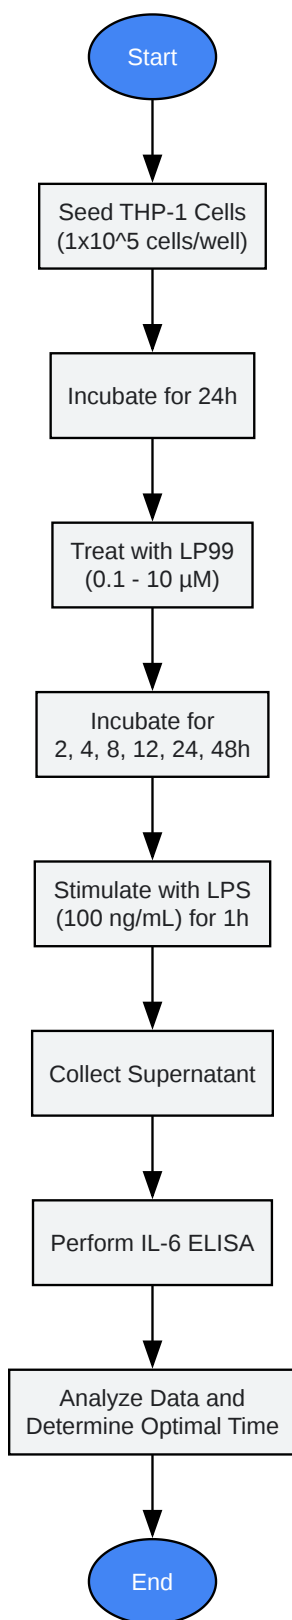 Start
Seed THP-1 Cells
(1x10^5 cells/well)
Incubate for 24h
Treat with LP99
(0.1 - 10 µM)
Incubate for
2, 4, 8, 12, 24, 48h
Stimulate with LPS
(100 ng/mL) for 1h
Collect Supernatant
Perform IL-6 ELISA
Analyze Data and
Determine Optimal Time
End